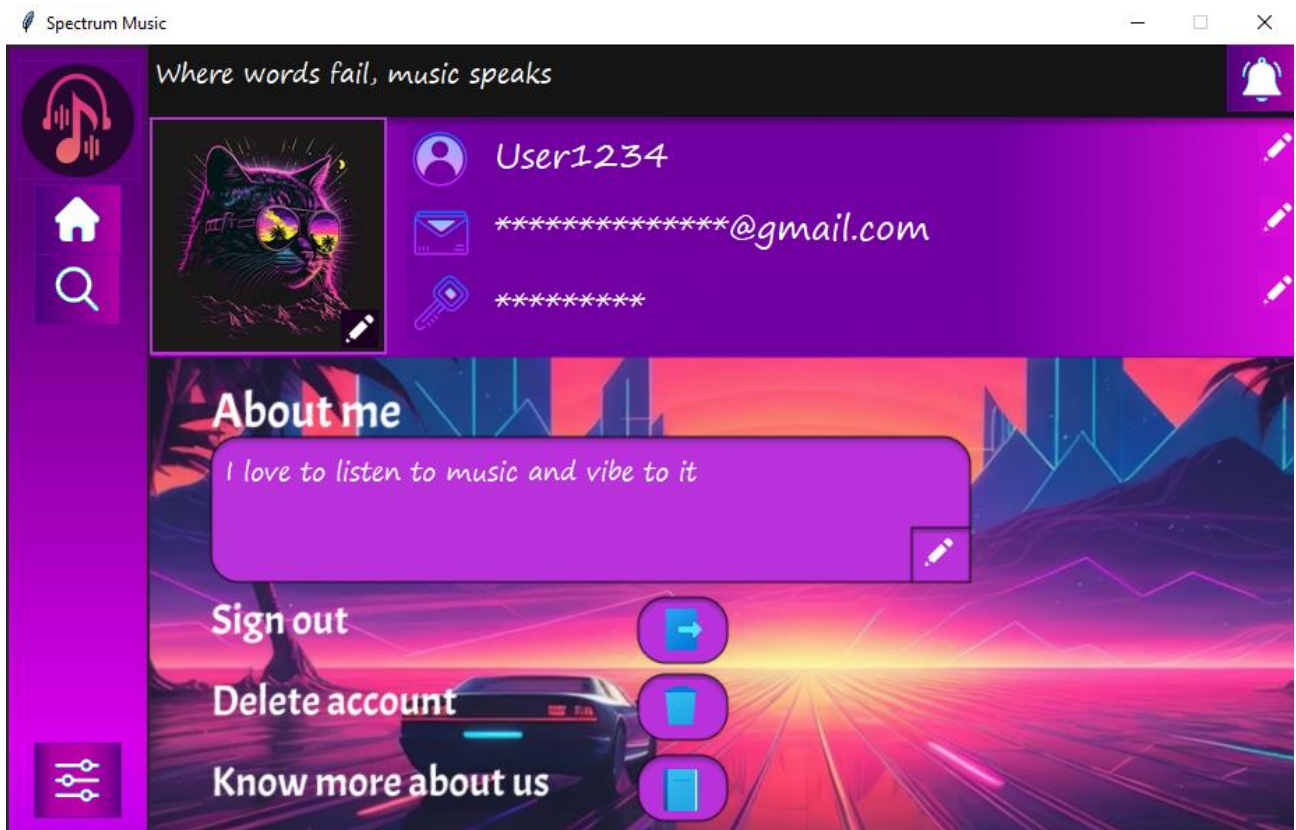 Spectrum Music
Where words fail, music speaks
User1234
**************@gmail.com
*********
About me
I love to listen to music and vibe to it
Sign out
Delete account
Know more about us